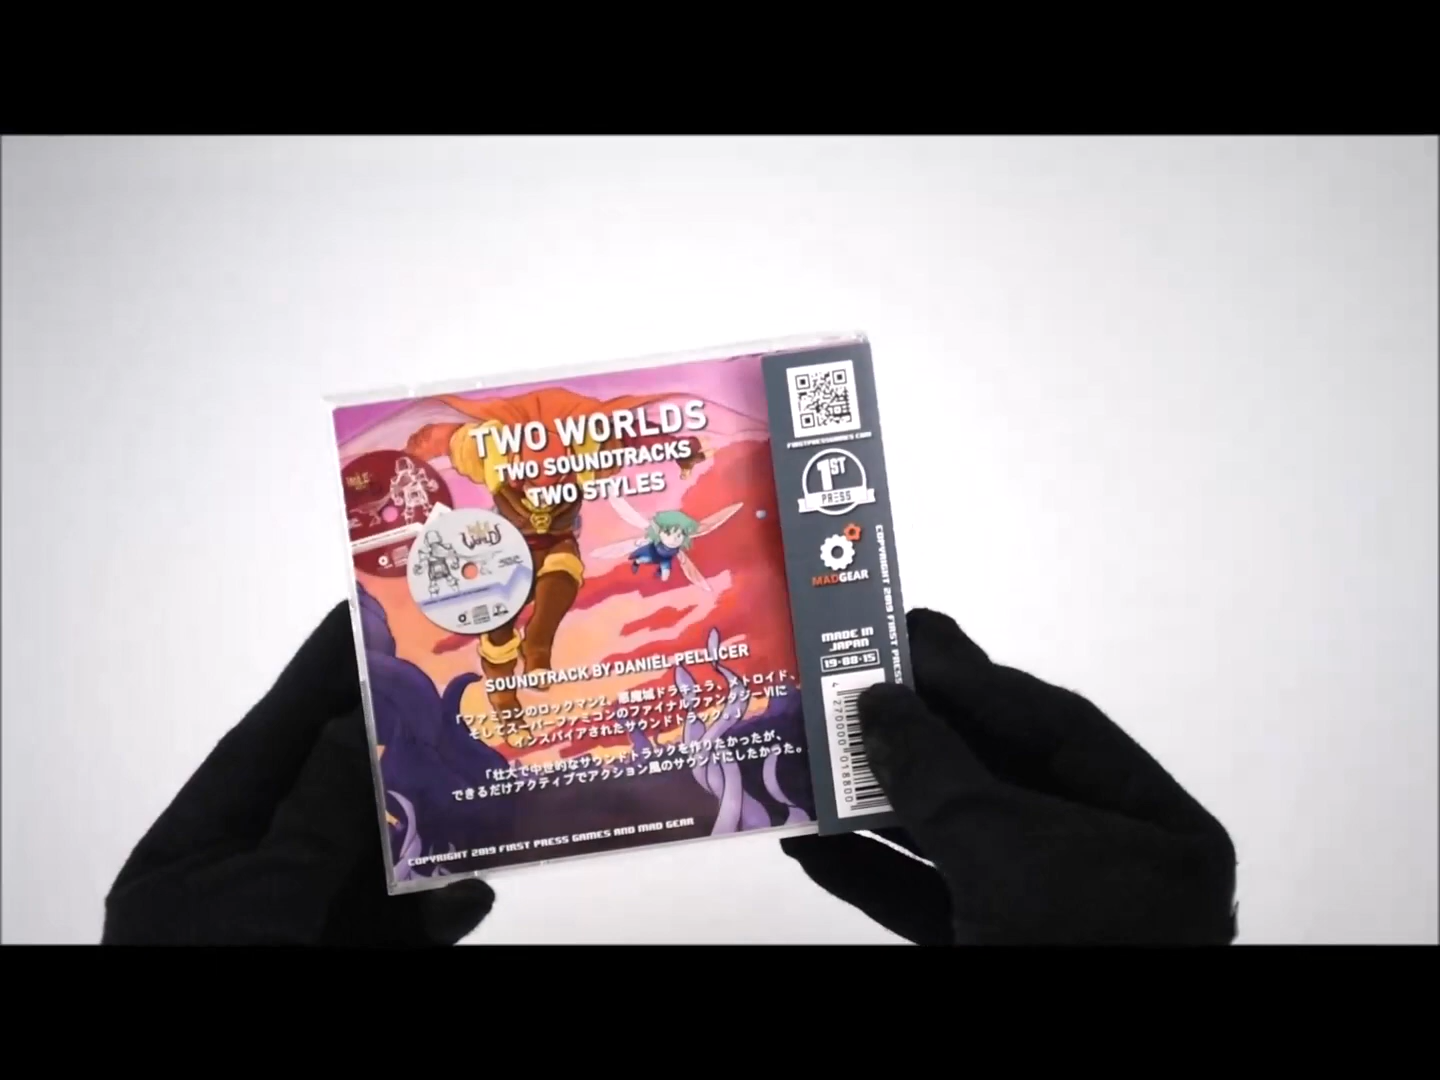 TWO WORLDS
TWO SOUNDTRACKS
TWO STYLES
SOUNDTRACK BY DANIEL PELLICER
「ファミコンのロックマン2、悪魔城ドラキュラ、メトロイド、
そしてスーパーファミコンのファイナルファンタジーVIに
インスパイアされたサウンドトラック。」
「壮大で中世的なサウンドトラックを作りたかったが、
できるだけアクティブでアクション風のサウンドにしたかった。
COPYRIGHT 2019 FIRST PRESS GAMES AND MAD GEAR
FIRSTPRESSGAMES.COM
1ST
PRESS
MADGEAR
MADE IN
JAPAN
19·08·15
COPYRIGHT 2019 FIRST PRESS
4 270000 018800